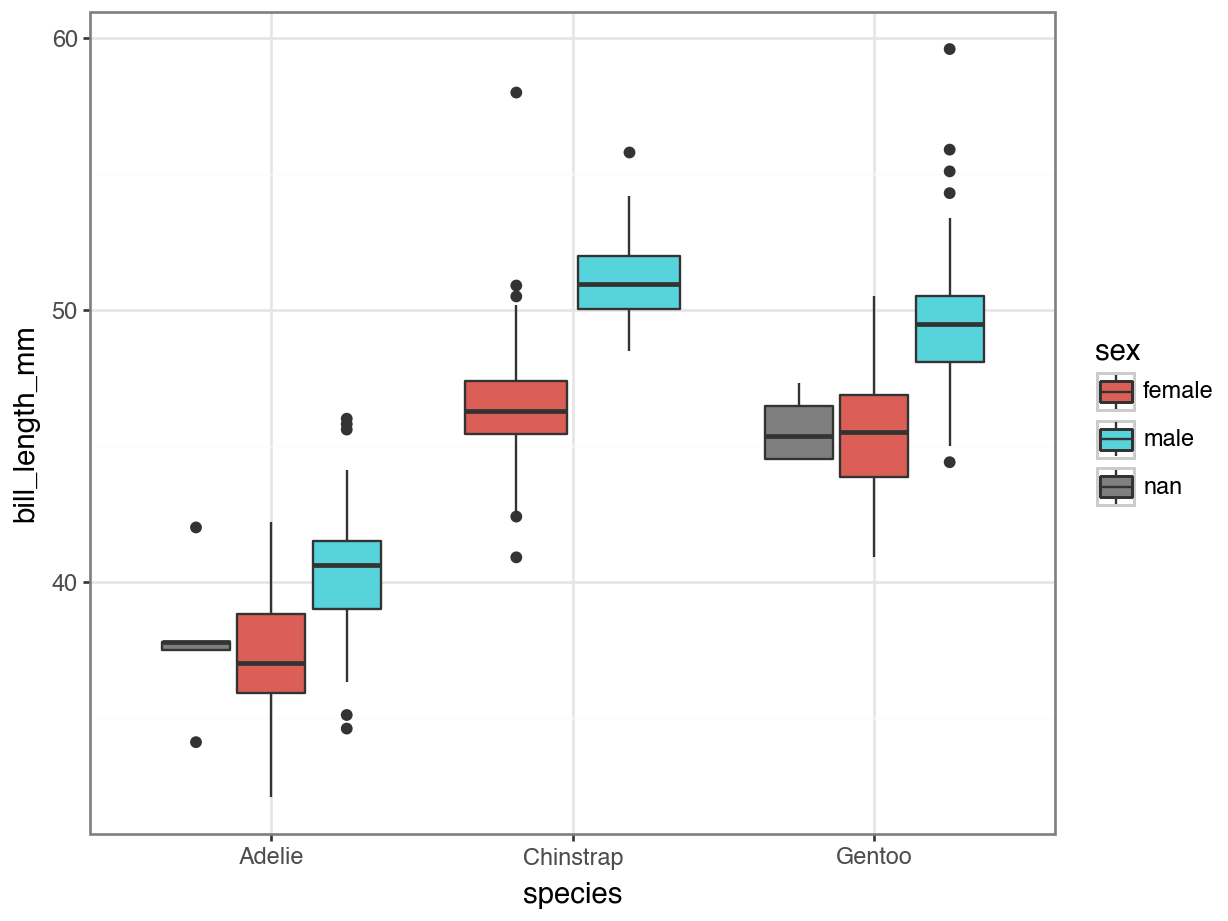 60
50
40
bill_length_mm
Adelie
Chinstrap
Gentoo
species
sex
female
male
nan